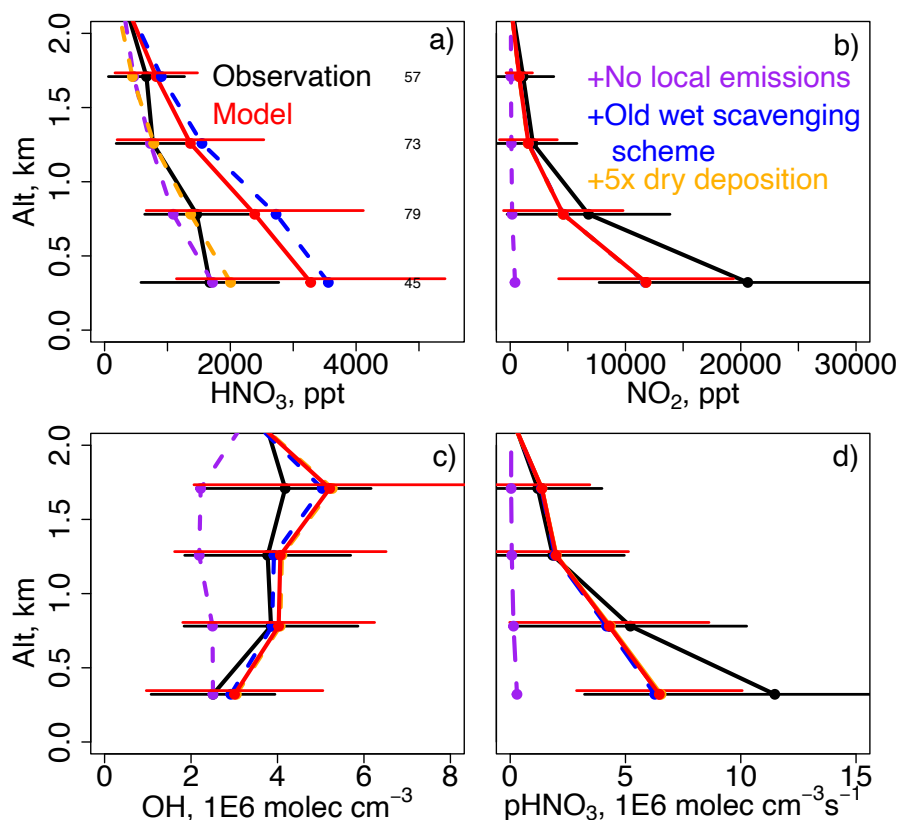 a)
Observation
Model
57
73
79
45
Alt, km
0.0 0.5 1.0 1.5 2.0
0 2000 4000
HNO₃, ppt
b)
+No local emissions
+Old wet scavenging
scheme
+5x dry deposition
0 10000 20000 30000
NO₂, ppt
c)
Alt, km
0.0 0.5 1.0 1.5 2.0
0 2 4 6 8
OH, 1E6 molec cm⁻³
d)
0 5 10 15
pHNO₃, 1E6 molec cm⁻³s⁻¹